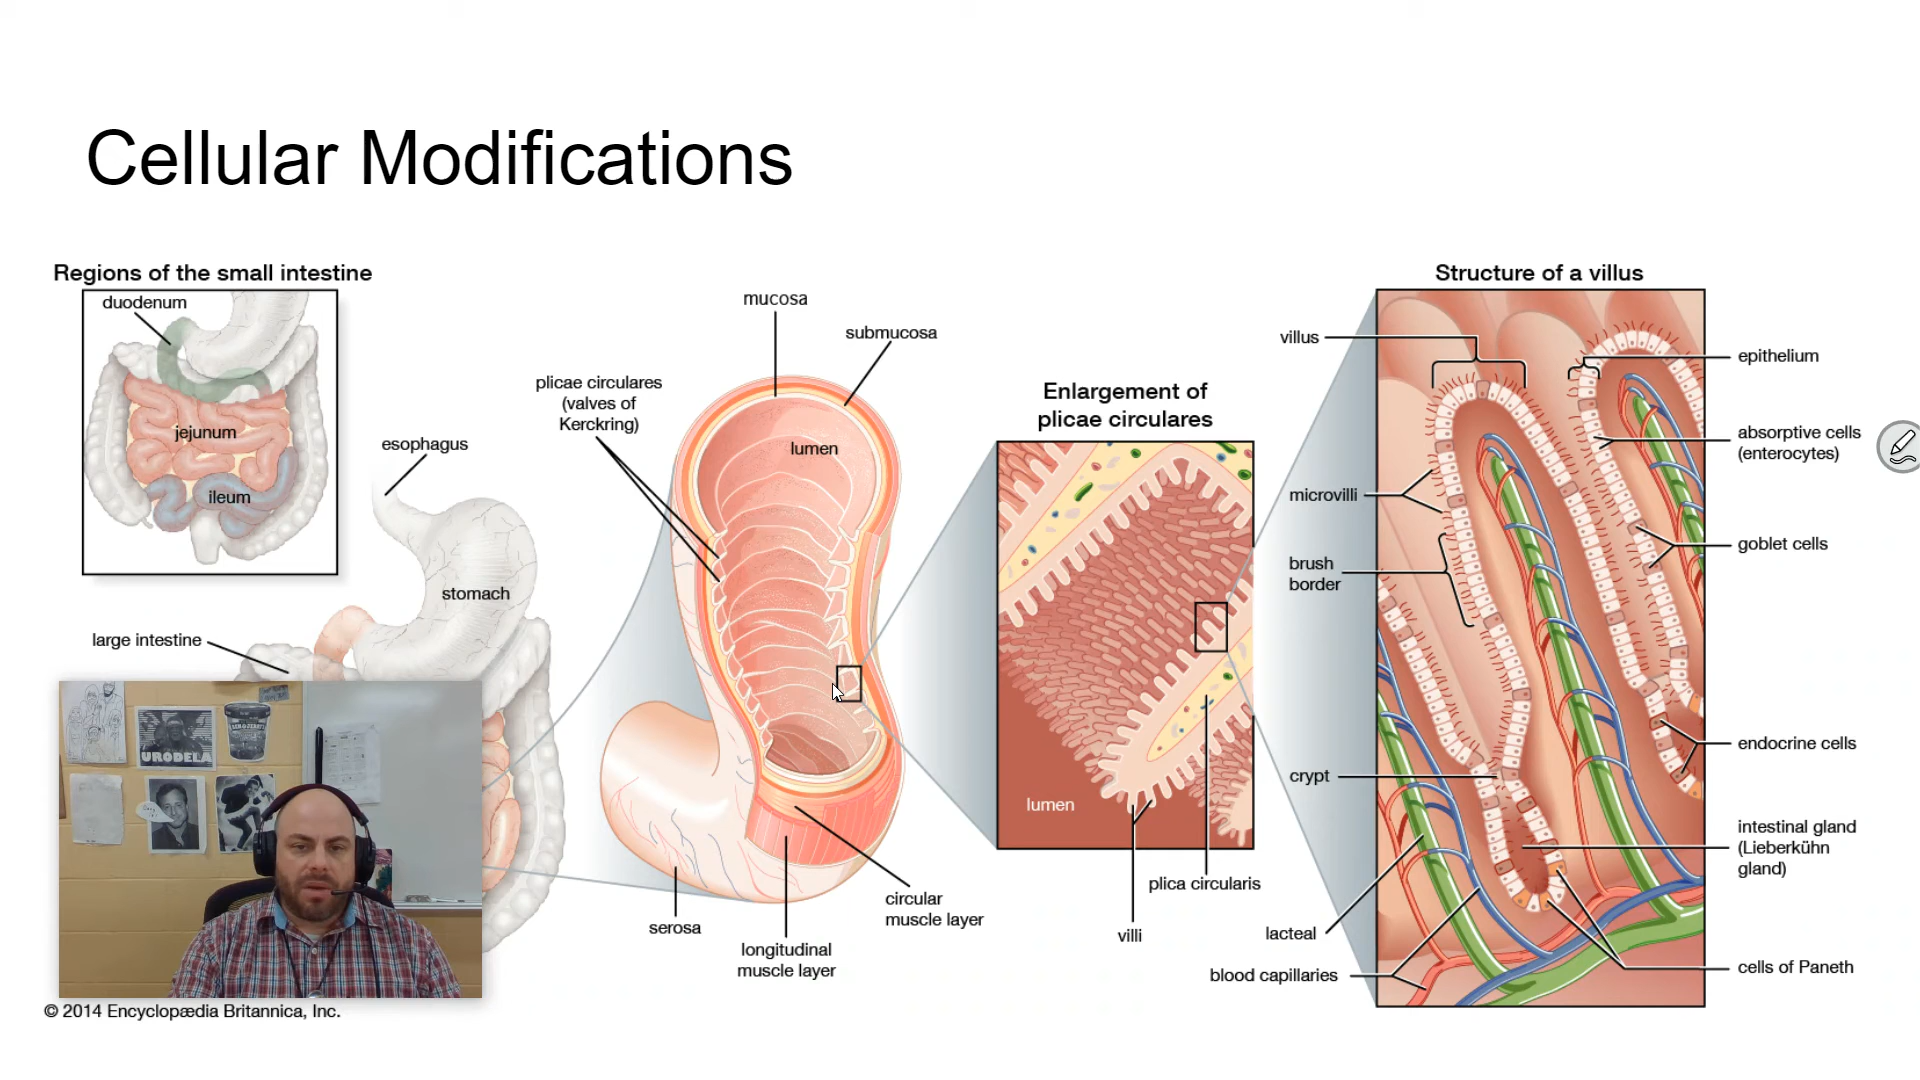 Cellular Modifications
Regions of the small intestine
duodenum
jejunum
ileum
esophagus
stomach
large intestine
mucosa
submucosa
plicae circulares
(valves of
Kerckring)
lumen
serosa
longitudinal
muscle layer
circular
muscle layer
Enlargement of
plicae circulares
lumen
villi
plica circularis
Structure of a villus
villus
microvilli
brush
border
crypt
lacteal
blood capillaries
epithelium
absorptive cells
(enterocytes)
goblet cells
endocrine cells
intestinal gland
(Lieberkühn
gland)
cells of Paneth
URODELA
© 2014 Encyclopædia Britannica, Inc.